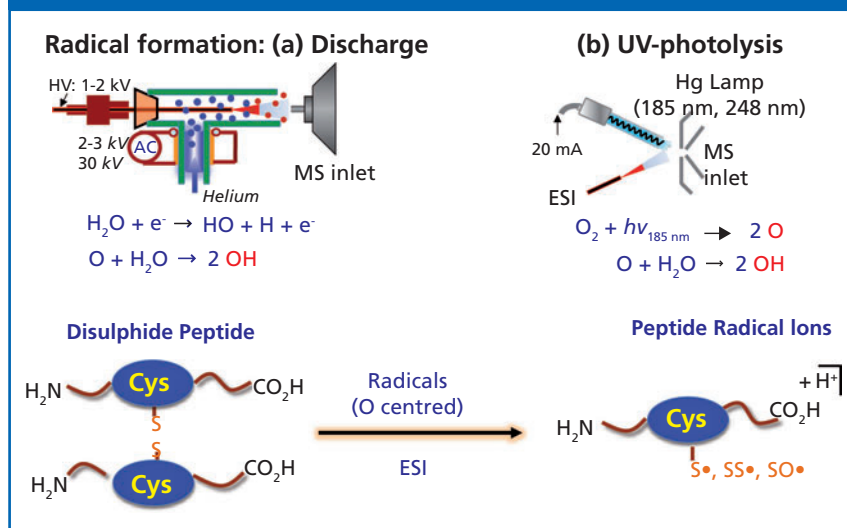 Radical formation: (a) Discharge
(b) UV-photolysis
HV: 1-2 kV
2-3 kV
30 kV
AC
Helium
MS inlet
Hg Lamp
(185 nm, 248 nm)
20 mA
ESI
MS
inlet
H₂O + e⁻ → HO + H + e⁻
O + H₂O → 2 OH
O₂ + hv₁₈₅ ₙₘ → 2 O
O + H₂O → 2 OH
Disulphide Peptide
H₂N
Cys
CO₂H
S
S
H₂N
Cys
CO₂H
Radicals
(O centred)
ESI
Peptide Radical Ions
+ H⁺
H₂N
Cys
CO₂H
S•, SS•, SO•